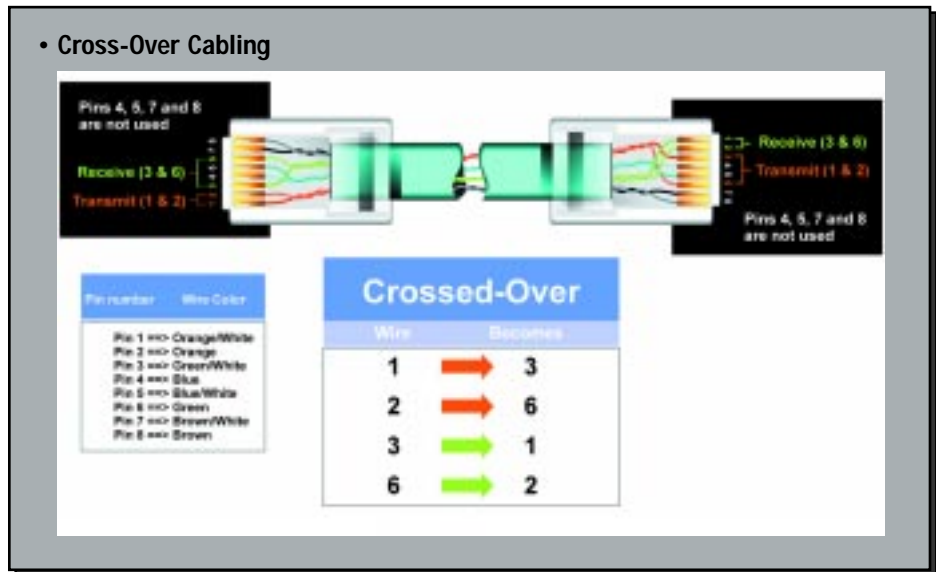 • Cross-Over Cabling
Pins 4, 5, 7 and 8
are not used
Receive (3 & 6)
Transmit (1 & 2)
Receive (3 & 6)
Transmit (1 & 2)
Pins 4, 5, 7 and 8
are not used
Pin number Wire Color
Pin 1 ==> Orange/White
Pin 2 ==> Orange
Pin 3 ==> Green/White
Pin 4 ==> Blue
Pin 5 ==> Blue/White
Pin 6 ==> Green
Pin 7 ==> Brown/White
Pin 8 ==> Brown
Crossed-Over
Wire Becomes
1 3
2 6
3 1
6 2